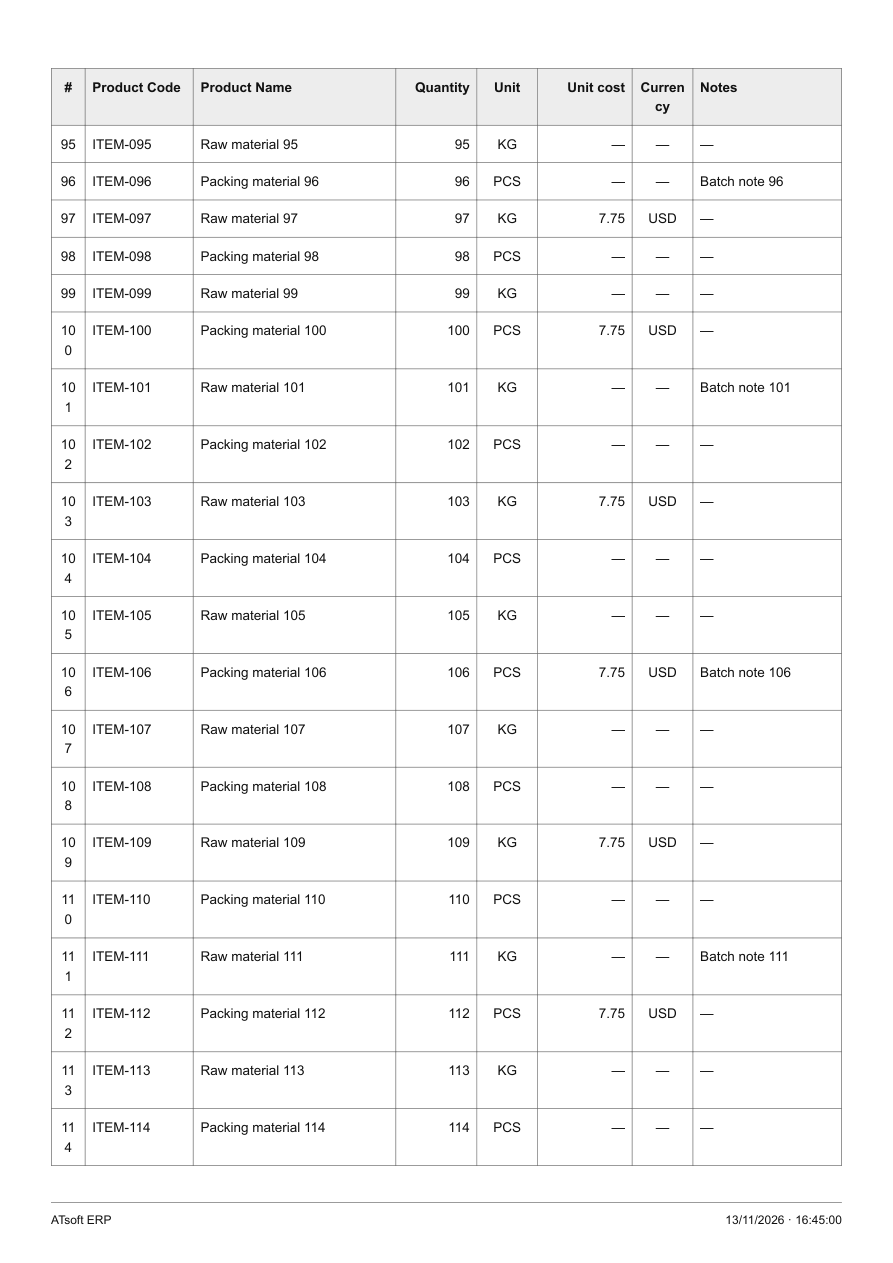 # Product Code Product Name Quantity Unit Unit cost Curren
cy Notes
95 ITEM-095 Raw material 95 95 KG — — —
96 ITEM-096 Packing material 96 96 PCS — — Batch note 96
97 ITEM-097 Raw material 97 97 KG 7.75 USD —
98 ITEM-098 Packing material 98 98 PCS — — —
99 ITEM-099 Raw material 99 99 KG — — —
10
0 ITEM-100 Packing material 100 100 PCS 7.75 USD —
10
1 ITEM-101 Raw material 101 101 KG — — Batch note 101
10
2 ITEM-102 Packing material 102 102 PCS — — —
10
3 ITEM-103 Raw material 103 103 KG 7.75 USD —
10
4 ITEM-104 Packing material 104 104 PCS — — —
10
5 ITEM-105 Raw material 105 105 KG — — —
10
6 ITEM-106 Packing material 106 106 PCS 7.75 USD Batch note 106
10
7 ITEM-107 Raw material 107 107 KG — — —
10
8 ITEM-108 Packing material 108 108 PCS — — —
10
9 ITEM-109 Raw material 109 109 KG 7.75 USD —
11
0 ITEM-110 Packing material 110 110 PCS — — —
11
1 ITEM-111 Raw material 111 111 KG — — Batch note 111
11
2 ITEM-112 Packing material 112 112 PCS 7.75 USD —
11
3 ITEM-113 Raw material 113 113 KG — — —
11
4 ITEM-114 Packing material 114 114 PCS — — —
ATsoft ERP 13/11/2026 · 16:45:00